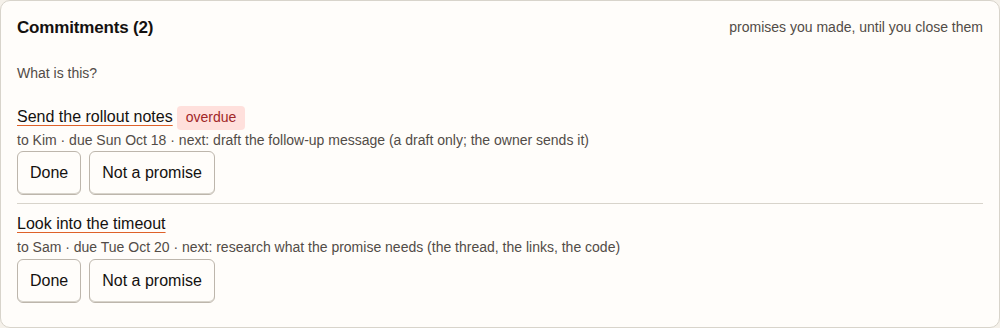 Commitments (2)
promises you made, until you close them
What is this?
Send the rollout notes overdue
to Kim · due Sun Oct 18 · next: draft the follow-up message (a draft only; the owner sends it)
Done
Not a promise
Look into the timeout
to Sam · due Tue Oct 20 · next: research what the promise needs (the thread, the links, the code)
Done
Not a promise